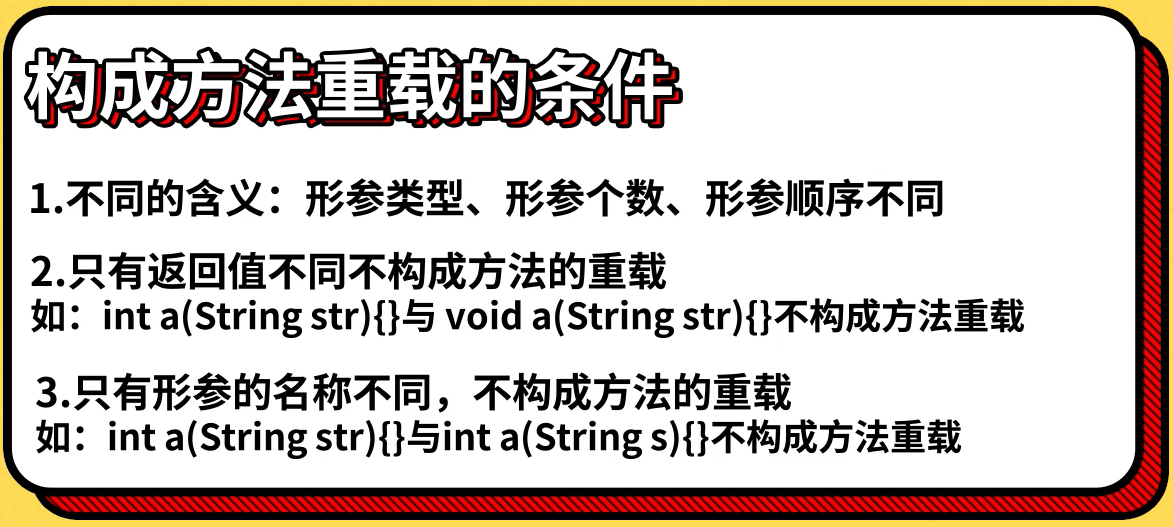 构成方法重载的条件
1.不同的含义：形参类型、形参个数、形参顺序不同
2.只有返回值不同不构成方法的重载
如：int a(String str){}与 void a(String str){}不构成方法重载
3.只有形参的名称不同，不构成方法的重载
如：int a(String str){}与int a(String s){}不构成方法重载